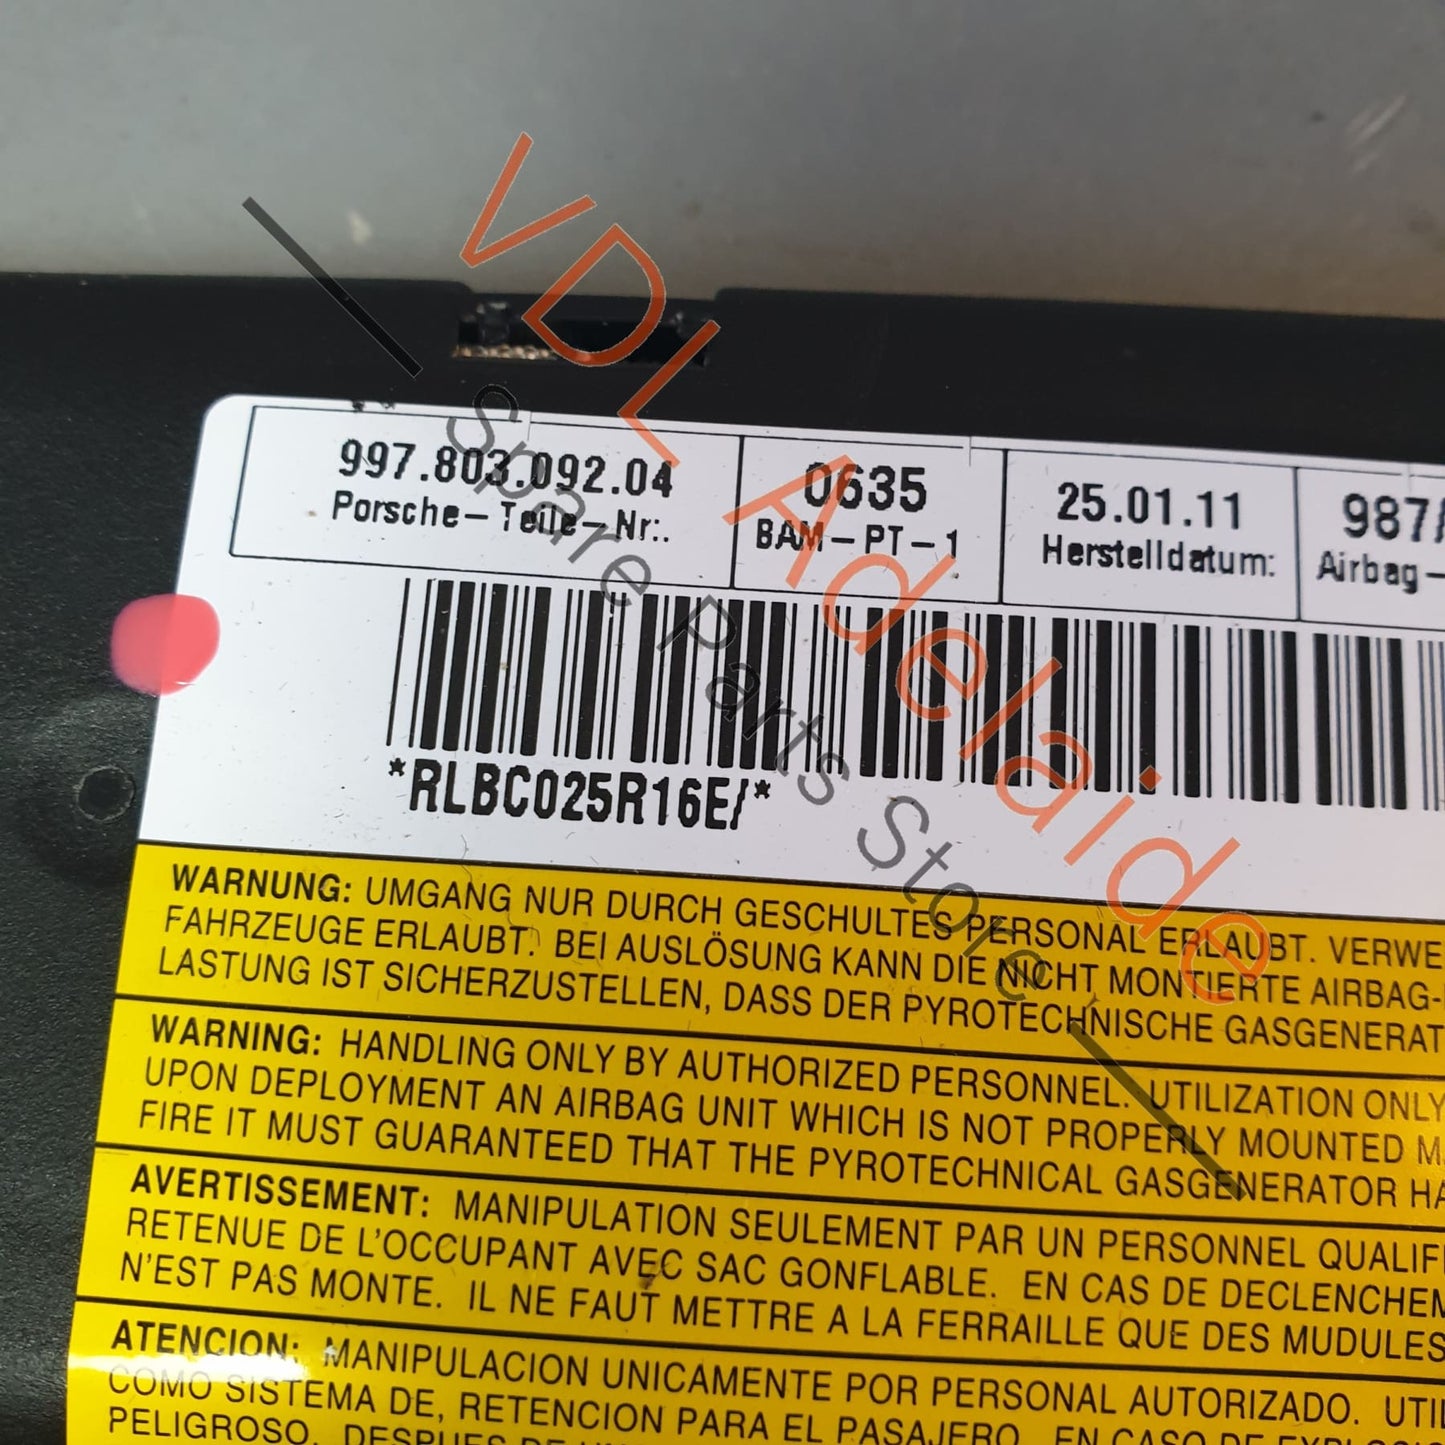 VDL Adelaide
Spare Parts Store
997.803.092.04
Porsche-Teile-Nr.:
0635
BAM-PT-1
25.01.11
Herstelldatum:
987/
Airbag-
*RLBC025R16E/*
WARNUNG: UMGANG NUR DURCH GESCHULTES PERSONAL ERLAUBT. VERWE
FAHRZEUGE ERLAUBT. BEI AUSLÖSUNG KANN DIE NICHT MONTIERTE AIRBAG-
LASTUNG IST SICHERZUSTELLEN, DASS DER PYROTECHNISCHE GASGENERAT
WARNING: HANDLING ONLY BY AUTHORIZED PERSONNEL. UTILIZATION ONLY
UPON DEPLOYMENT AN AIRBAG UNIT WHICH IS NOT PROPERLY MOUNTED M
FIRE IT MUST GUARANTEED THAT THE PYROTECHNICAL GASGENERATOR HA
AVERTISSEMENT: MANIPULATION SEULEMENT PAR UN PERSONNEL QUALIFI
RETENUE DE L'OCCUPANT AVEC SAC GONFLABLE. EN CAS DE DECLENCHEM
N'EST PAS MONTE. IL NE FAUT METTRE A LA FERRAILLE QUE DES MUDULES
ATENCION: MANIPULACION UNICAMENTE POR PERSONAL AUTORIZADO. UTIL
COMO SISTEMA DE, RETENCION PARA EL PASAJERO. EN CASO DE EXPLOSIO
PELIGROSO. DESPUES DE UN